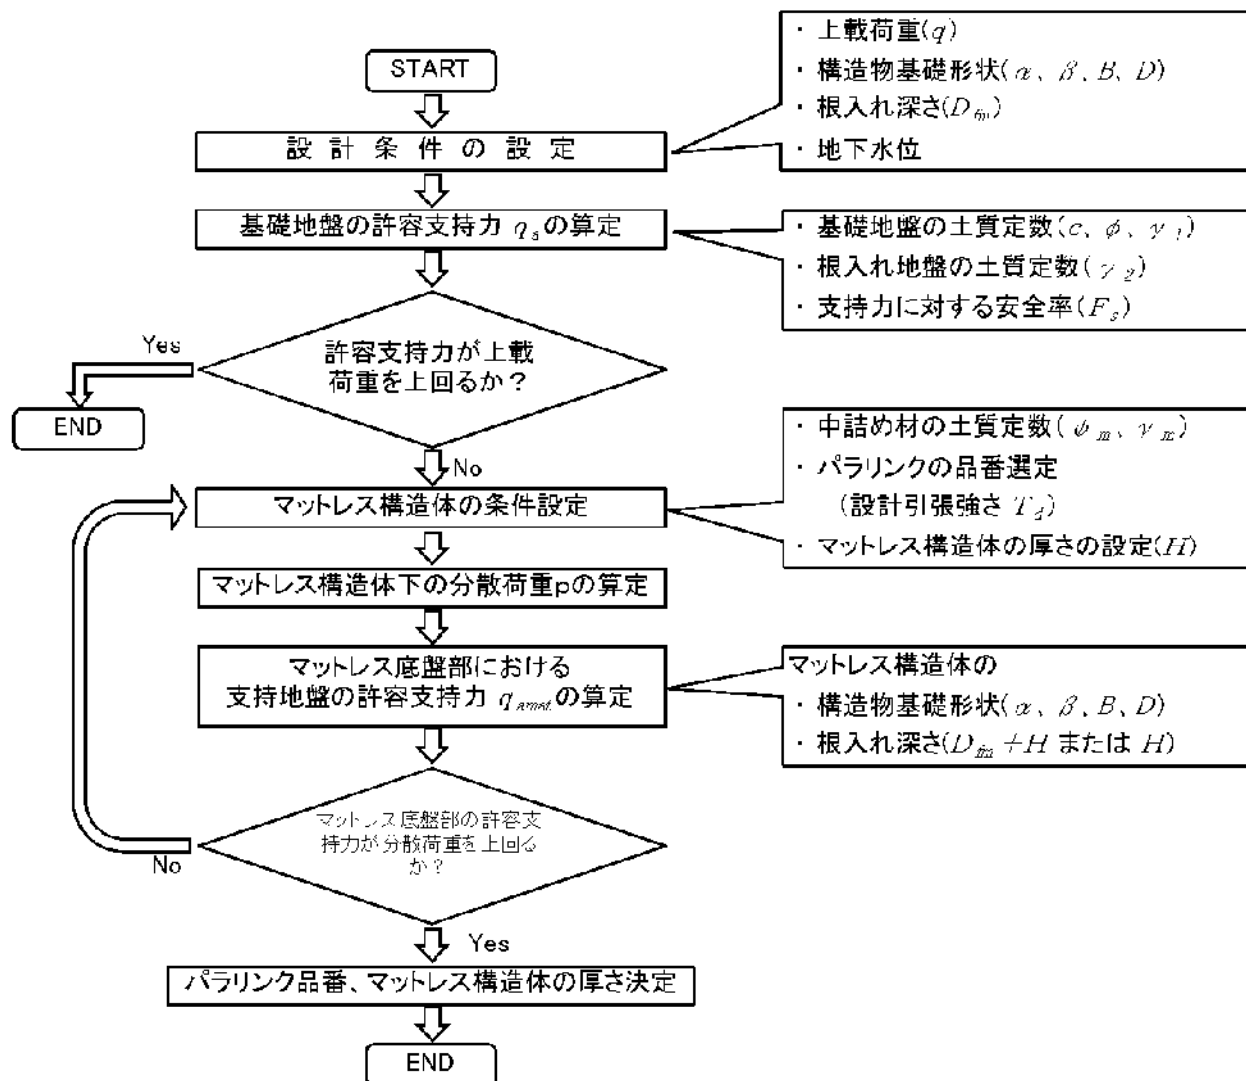 START
・上載荷重(q)
・構造物基礎形状(α、β、B、D)
・根入れ深さ(D_fm)
・地下水位
設計条件の設定
基礎地盤の許容支持力 q_aの算定
・基礎地盤の土質定数(c、φ、γ_1)
・根入れ地盤の土質定数(γ_2)
・支持力に対する安全率(F_s)
許容支持力が上載
荷重を上回るか？
Yes
END
No
マットレス構造体の条件設定
・中詰め材の土質定数(φ_m、γ_m)
・パラリンクの品番選定
(設計引張強さ T_d)
・マットレス構造体の厚さの設定(H)
マットレス構造体下の分散荷重pの算定
マットレス底盤部における
支持地盤の許容支持力 q_amat.の算定
マットレス構造体の
・構造物基礎形状(α、β、B、D)
・根入れ深さ(D_fm+H または H)
マットレス底盤部の許容支
持力が分散荷重を上回る
か？
No
Yes
パラリンク品番、マットレス構造体の厚さ決定
END